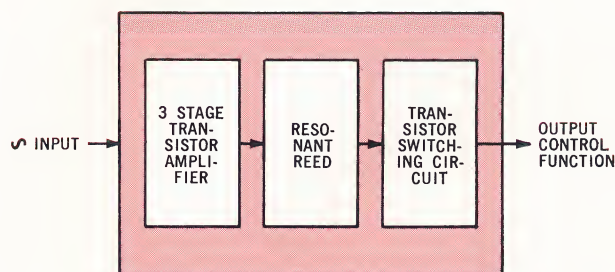 ∽ INPUT
3 STAGE
TRAN-
SISTOR
AMPLI-
FIER
RESO-
NANT
REED
TRAN-
SISTOR
SWITCH-
ING CIR-
CUIT
OUTPUT
CONTROL
FUNCTION